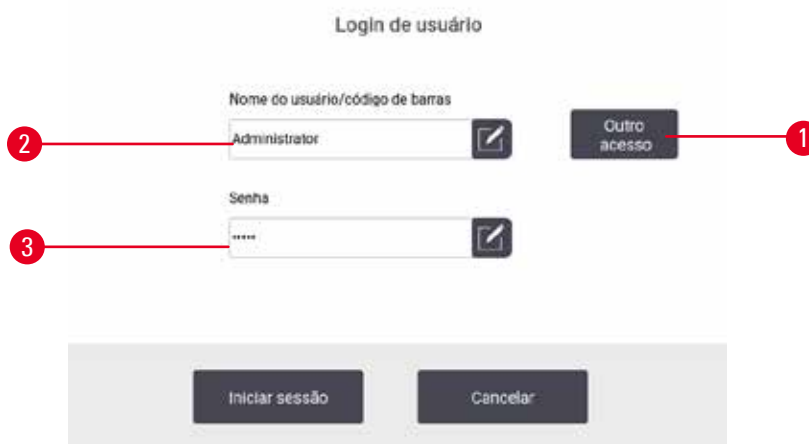 Login de usuário
Nome do usuário/código de barras
2
Administrator
Outro
acesso
1
Senha
3
•••••
Iniciar sessão
Cancelar